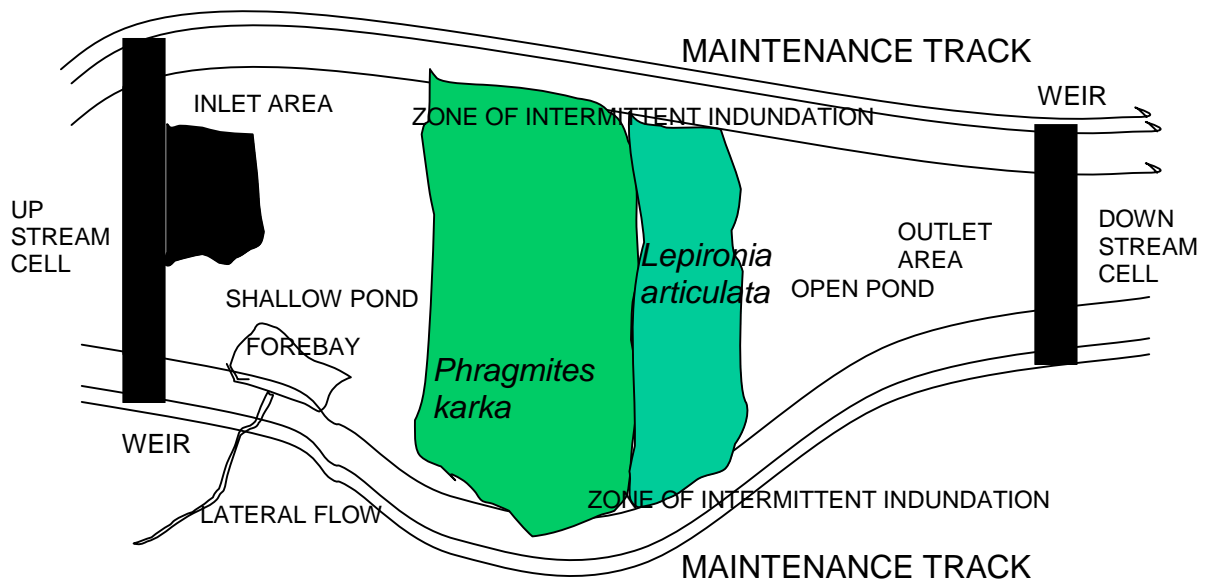 MAINTENANCE TRACK
WEIR
INLET AREA
ZONE OF INTERMITTENT INDUNDATION
UP
STREAM
CELL
SHALLOW POND
FOREBAY
Phragmites
karka
Lepironia
articulata
OUTLET
AREA
OPEN POND
DOWN
STREAM
CELL
WEIR
LATERAL FLOW
ZONE OF INTERMITTENT INDUNDATION
MAINTENANCE TRACK